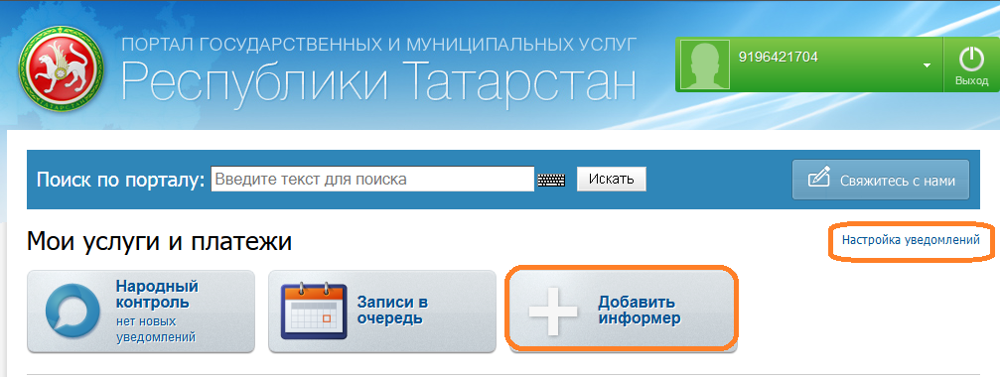 ПОРТАЛ ГОСУДАРСТВЕННЫХ И МУНИЦИПАЛЬНЫХ УСЛУГ
Республики Татарстан
ТАТАРСТАН
9196421704
Выход
Поиск по порталу:
Введите текст для поиска
Искать
Свяжитесь с нами
Мои услуги и платежи
Настройка уведомлений
Народный
контроль
нет новых
уведомлений
Записи в
очередь
Добавить
информер